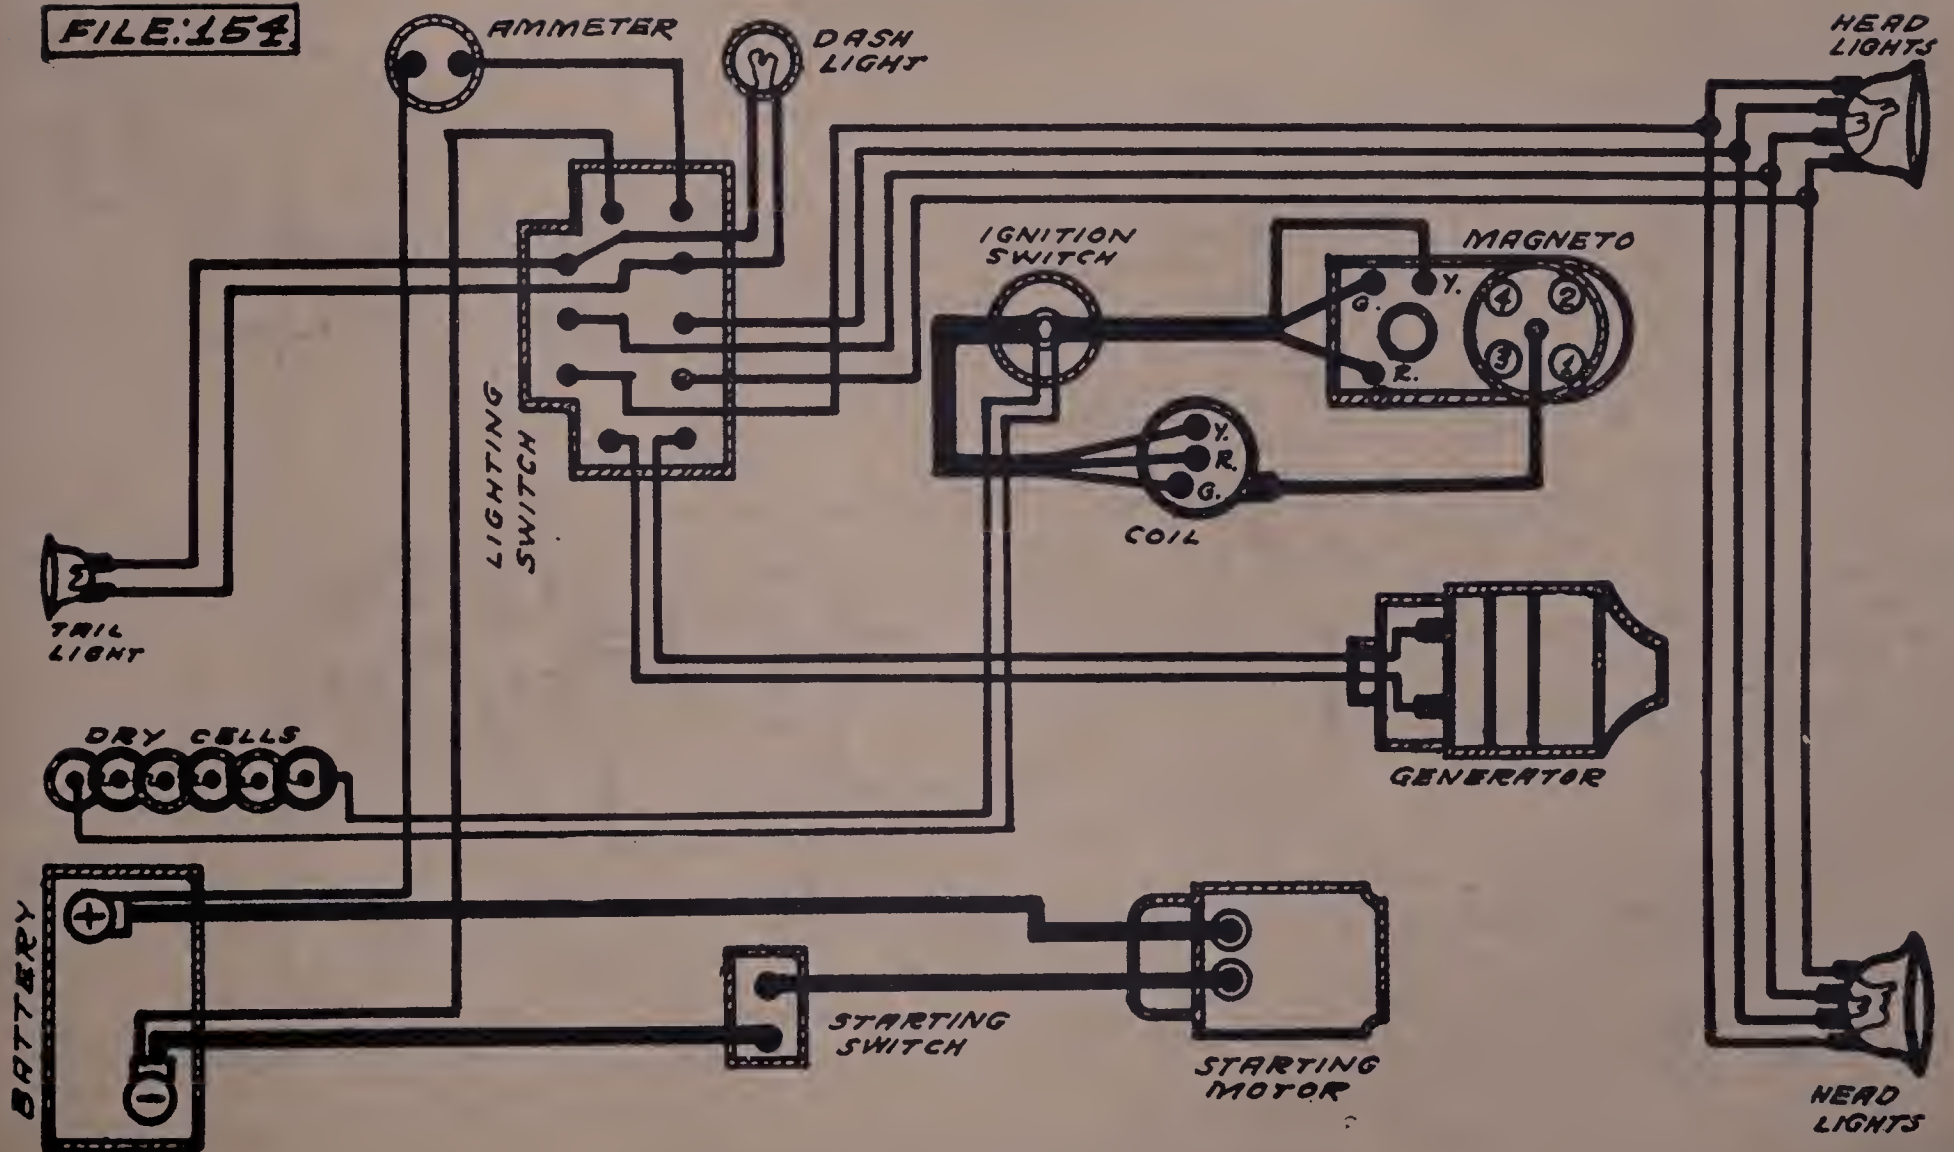 FILE:154
AMMETER
DASH
LIGHT
HEAD
LIGHTS
IGNITION
SWITCH
MAGNETO
G.
Y.
4
2
R.
3
1
LIGHTING
SWITCH
Y.
R.
G.
COIL
TAIL
LIGHT
DRY CELLS
GENERATOR
BATTERY
+
−
STARTING
SWITCH
STARTING
MOTOR
HEAD
LIGHTS